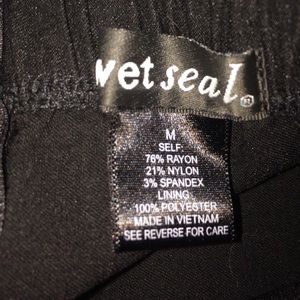 wet seal®
M
SELF:
76% RAYON
21% NYLON
3% SPANDEX
LINING
100% POLYESTER
MADE IN VIETNAM
SEE REVERSE FOR CARE